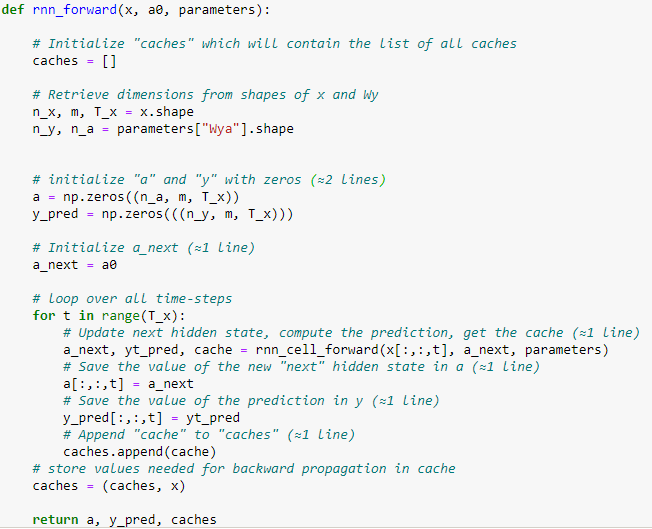 def rnn_forward(x, a0, parameters):
# Initialize "caches" which will contain the list of all caches
caches = []
# Retrieve dimensions from shapes of x and Wy
n_x, m, T_x = x.shape
n_y, n_a = parameters["Wya"].shape
# initialize "a" and "y" with zeros (≈2 lines)
a = np.zeros((n_a, m, T_x))
y_pred = np.zeros(((n_y, m, T_x)))
# Initialize a_next (≈1 line)
a_next = a0
# loop over all time-steps
for t in range(T_x):
# Update next hidden state, compute the prediction, get the cache (≈1 line)
a_next, yt_pred, cache = rnn_cell_forward(x[:,:,t], a_next, parameters)
# Save the value of the new "next" hidden state in a (≈1 line)
a[:,:,t] = a_next
# Save the value of the prediction in y (≈1 line)
y_pred[:,:,t] = yt_pred
# Append "cache" to "caches" (≈1 line)
caches.append(cache)
# store values needed for backward propagation in cache
caches = (caches, x)
return a, y_pred, caches